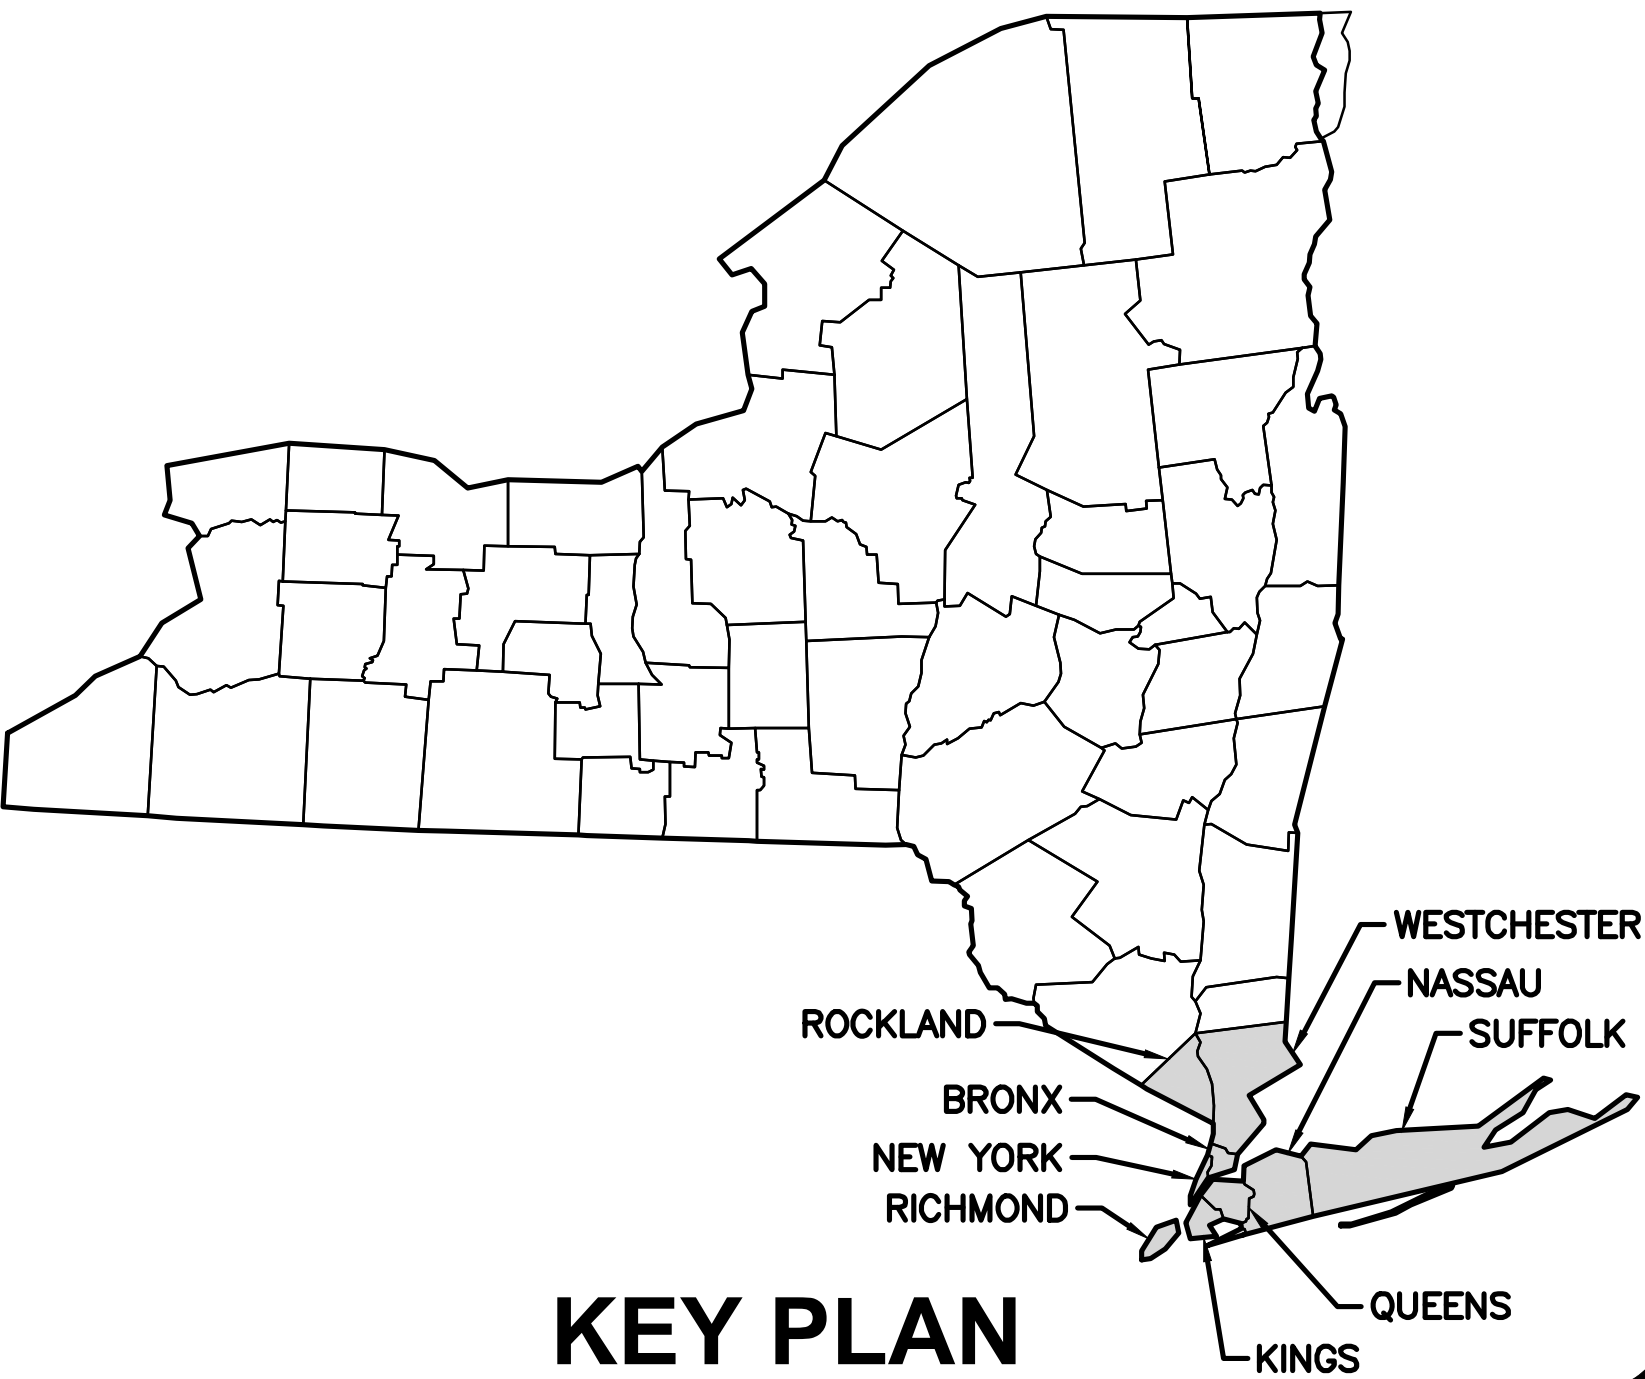 WESTCHESTER
NASSAU
SUFFOLK
ROCKLAND
BRONX
NEW YORK
RICHMOND
QUEENS
KINGS
KEY PLAN